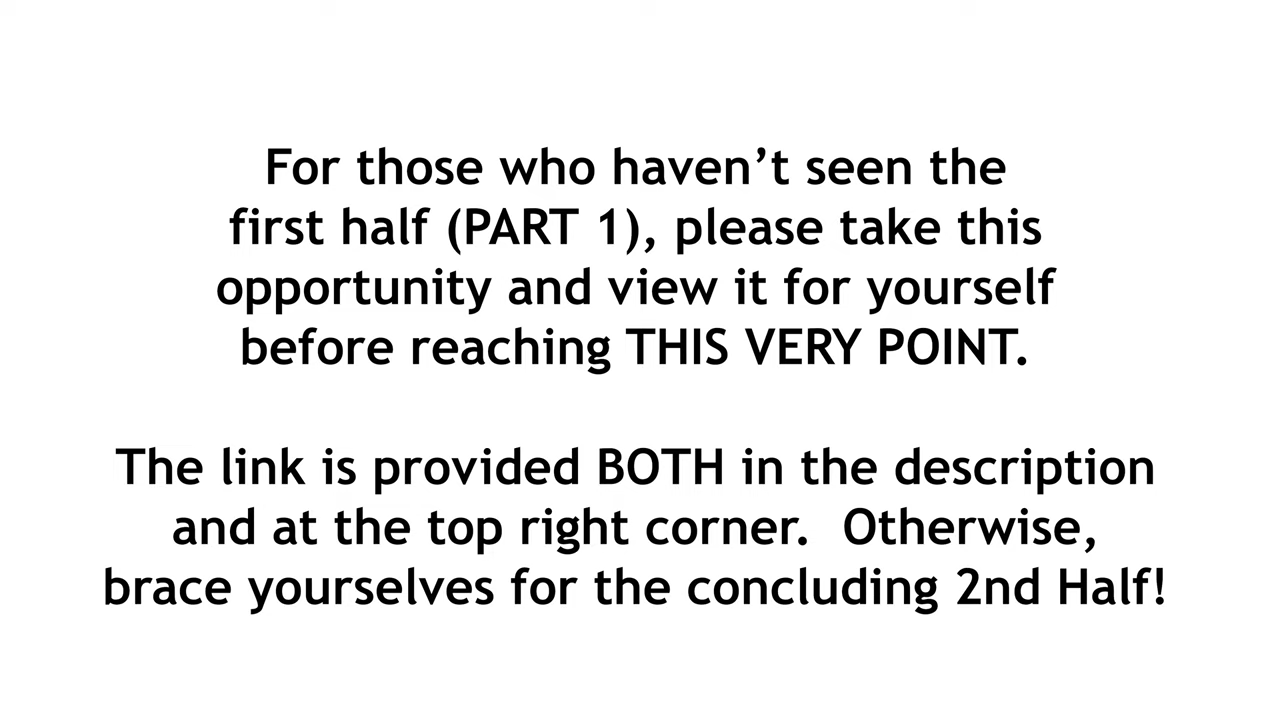 For those who haven’t seen the
first half (PART 1), please take this
opportunity and view it for yourself
before reaching THIS VERY POINT.
The link is provided BOTH in the description
and at the top right corner.  Otherwise,
brace yourselves for the concluding 2nd Half!